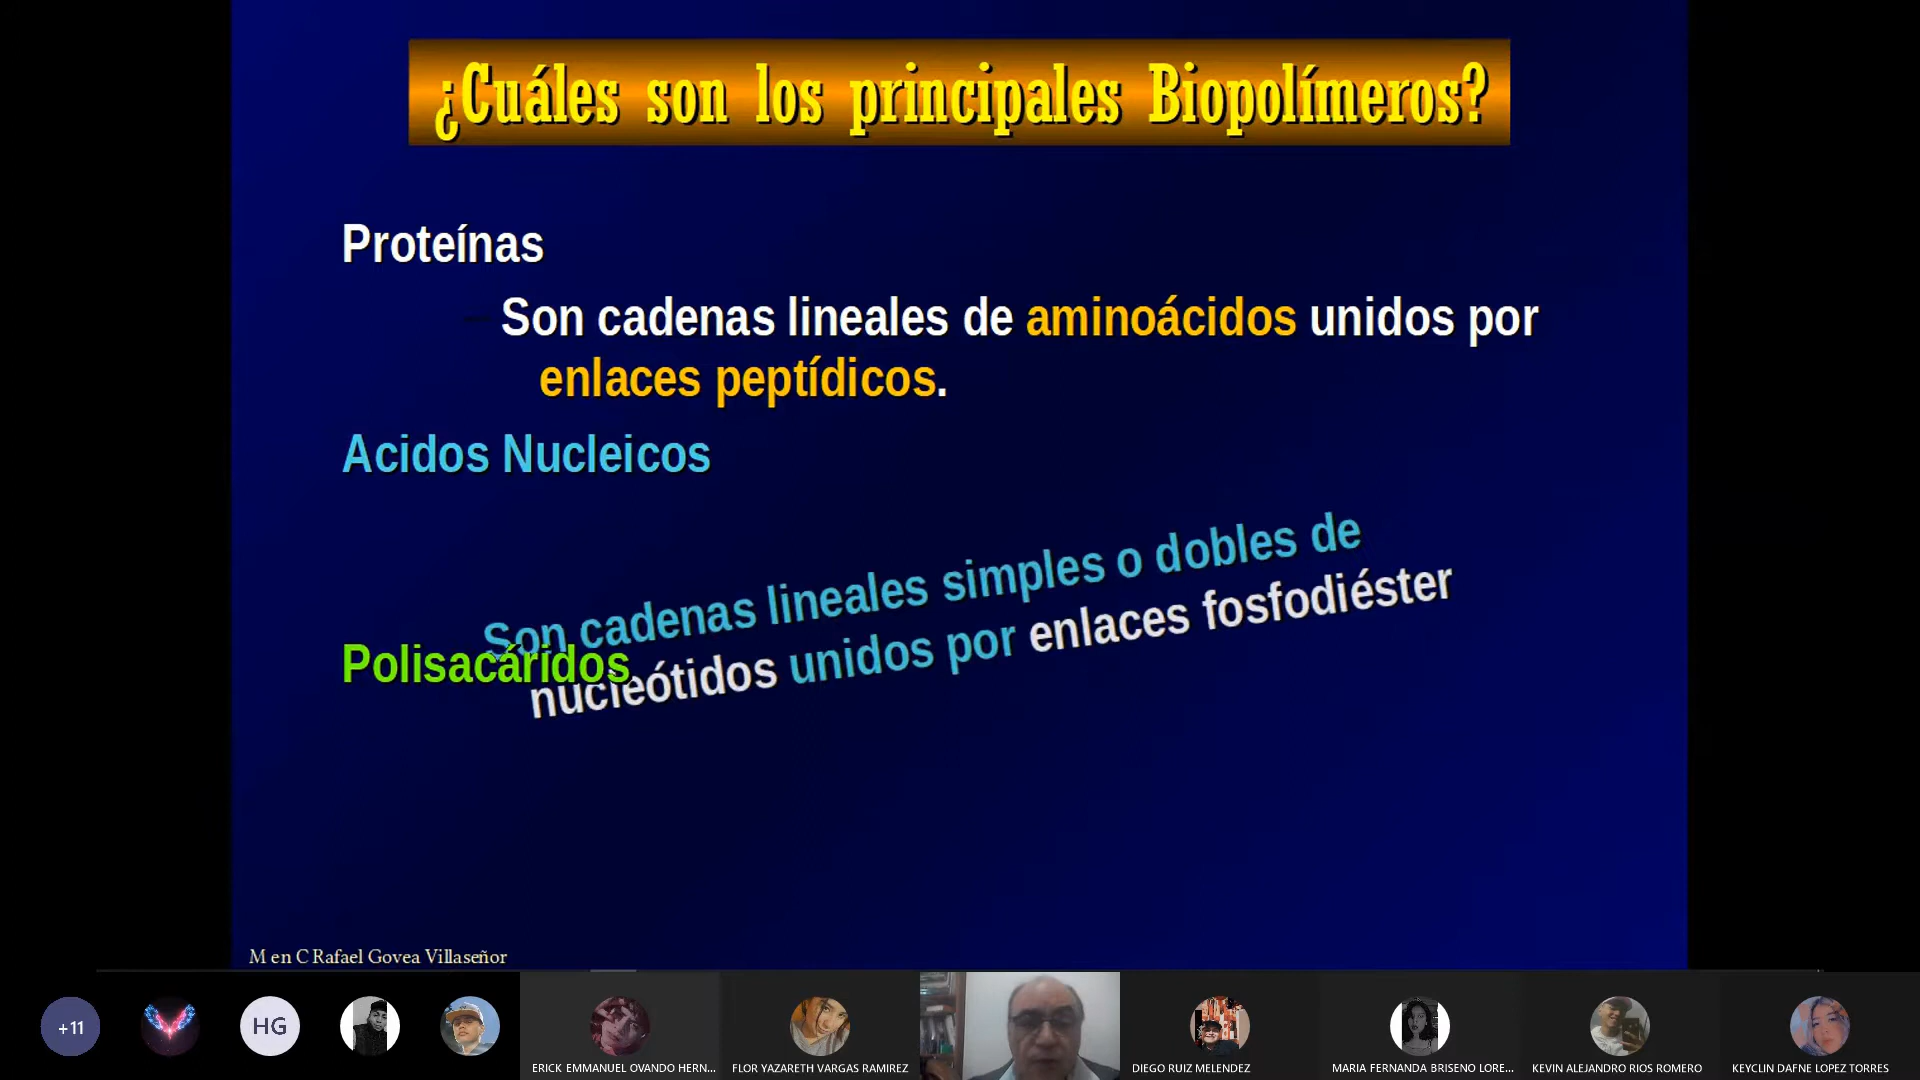 ¿Cuáles son los principales Biopolímeros?
Proteínas
– Son cadenas lineales de aminoácidos unidos por
enlaces peptídicos.
Acidos Nucleicos
Son cadenas lineales simples o dobles de
nucleótidos unidos por enlaces fosfodiéster
Polisacáridos
M en C Rafael Govea Villaseñor
+11
HG
ERICK EMMANUEL OVANDO HERN...
FLOR YAZARETH VARGAS RAMIREZ
DIEGO RUIZ MELENDEZ
MARIA FERNANDA BRISENO LORE...
KEVIN ALEJANDRO RIOS ROMERO
KEYCLIN DAFNE LOPEZ TORRES